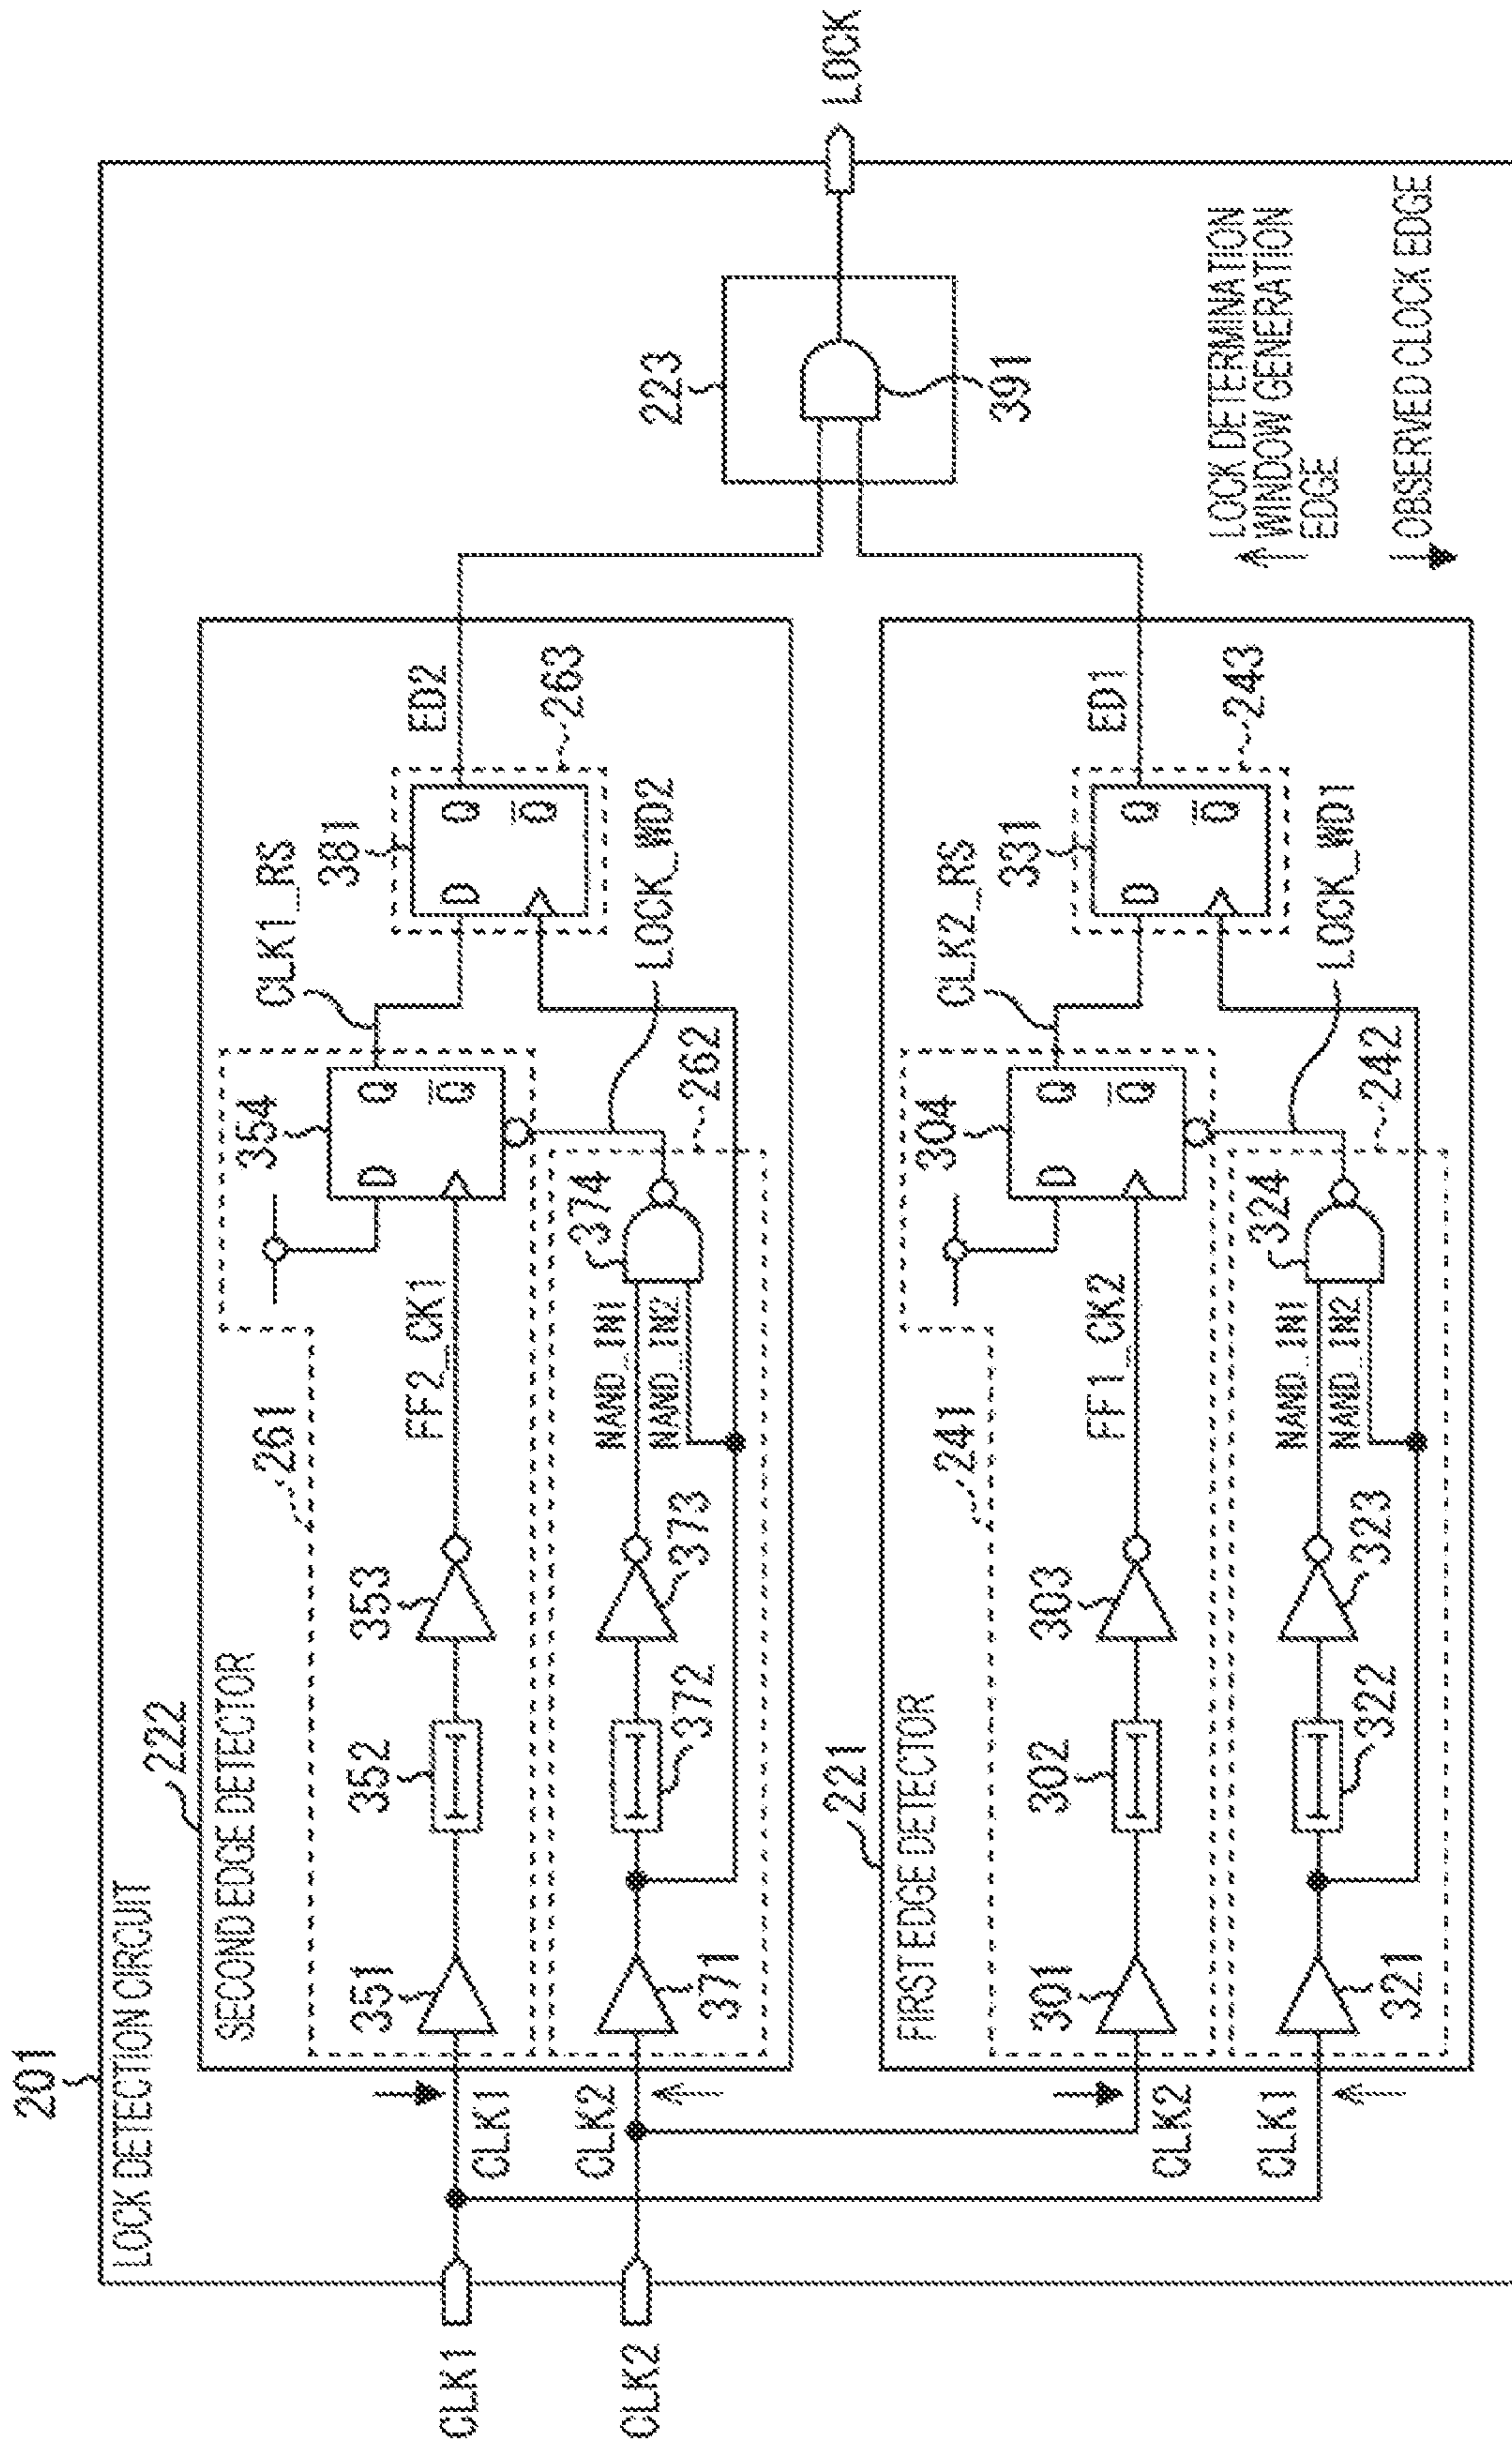 201
LOCK DETECTION CIRCUIT
222
SECOND EDGE DETECTOR
261
354
CLK1_RS
381
ED2
D
Q
Q̅
D
Q
Q̅
263
351
352
353
FF2_CK1
CLK1
CLK1
CLK2
CLK2
371
372
373
NAND_IN1
NAND_IN2
374
262
LOCK_WD2
223
391
LOCK
221
FIRST EDGE DETECTOR
241
304
CLK2_RS
331
ED1
D
Q
Q̅
D
Q
Q̅
243
301
302
303
FF1_CK2
CLK2
CLK1
321
322
323
NAND_IN1
NAND_IN2
324
242
LOCK_WD1
LOCK DETERMINATION
WINDOW GENERATION
EDGE
OBSERVED CLOCK EDGE